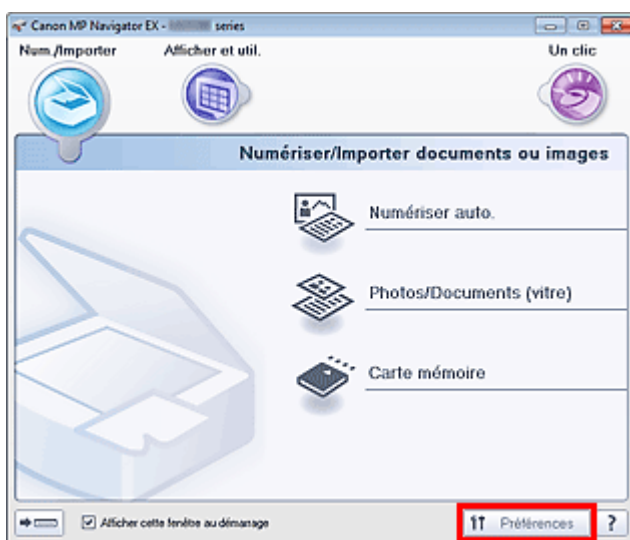 Canon MP Navigator EX - series
Num./Importer
Afficher et util.
Un clic
Numériser/Importer documents ou images
Numériser auto.
Photos/Documents (vitre)
Carte mémoire
Afficher cette fenêtre au démarrage
Préférences
?